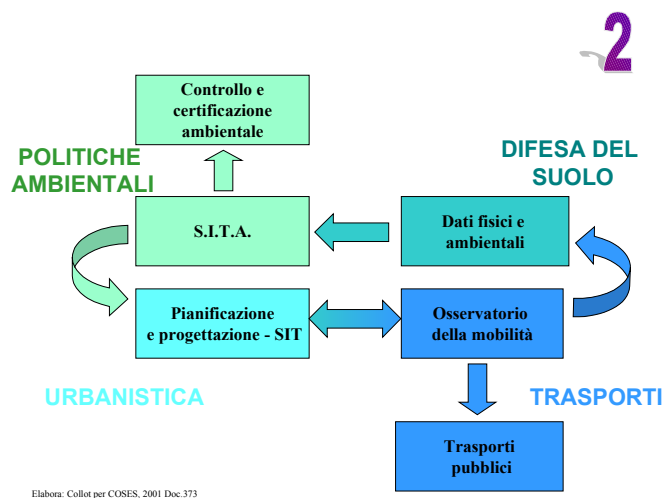 2
Controllo e
certificazione
ambientale
POLITICHE
AMBIENTALI
DIFESA DEL
SUOLO
S.I.T.A.
Dati fisici e
ambientali
Pianificazione
e progettazione - SIT
Osservatorio
della mobilità
URBANISTICA
TRASPORTI
Trasporti
pubblici
Elabora: Collot per COSES, 2001 Doc.373